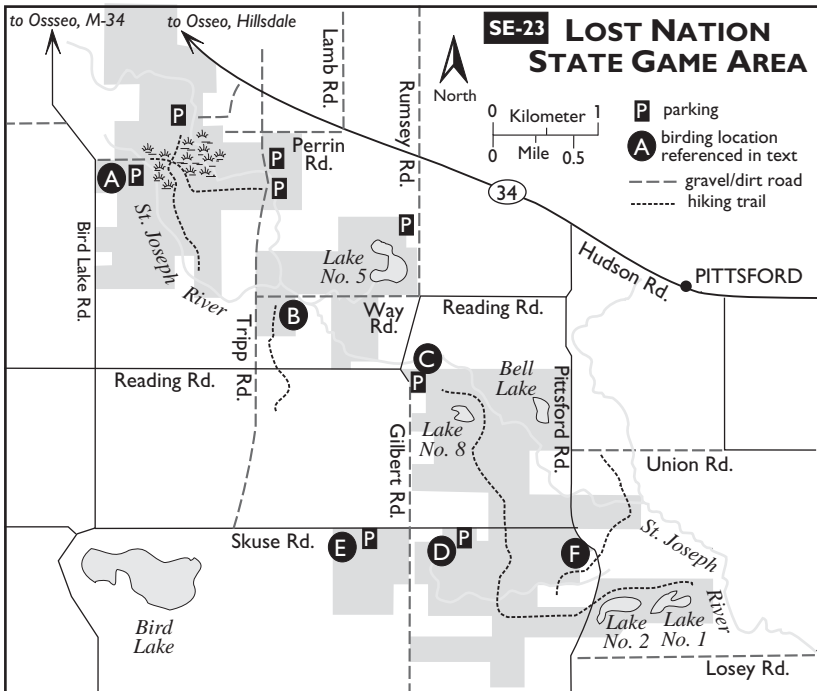 to Ossseo, M-34
to Osseo, Hillsdale
SE-23 LOST NATION
STATE GAME AREA
North
0 Kilometer 1
0 Mile 0.5
P parking
A birding location
referenced in text
gravel/dirt road
hiking trail
Lamb Rd.
Rumsey Rd.
P
Perrin
Rd.
P
P
A P
34
P
Bird Lake Rd.
St. Joseph
River
Lake
No. 5
Hudson Rd.
PITTSFORD
B
Way
Rd.
Reading Rd.
Tripp Rd.
C
Reading Rd.
P
Bell
Lake
Pittsford Rd.
Lake
No. 8
Gilbert Rd.
Union Rd.
Skuse Rd.
E P
D P
F
St. Joseph
River
Bird
Lake
Lake
No. 2
Lake
No. 1
Losey Rd.